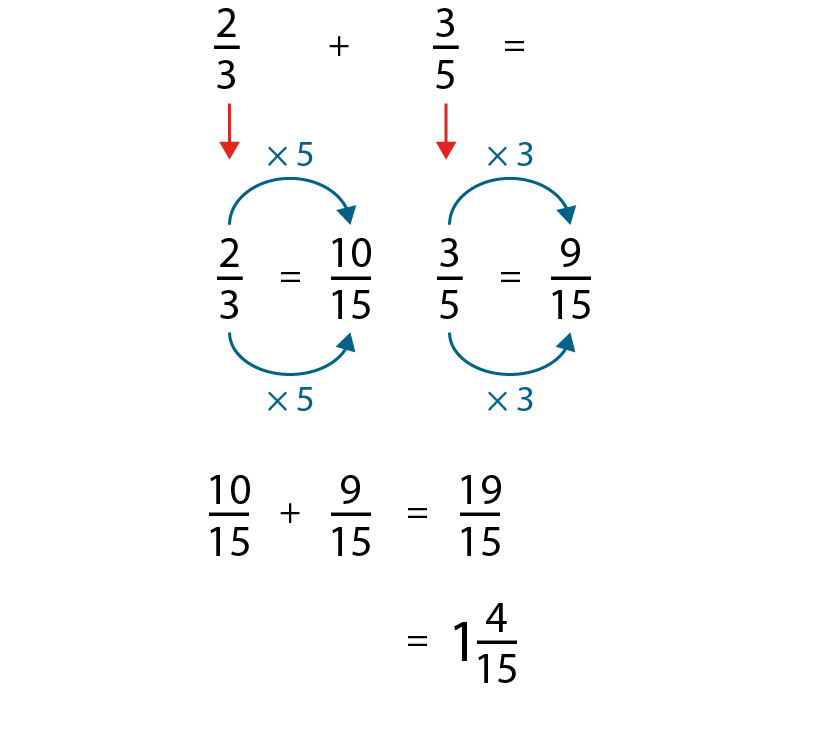 2/3 + 3/5 =
× 5 × 3
2/3 = 10/15 3/5 = 9/15
× 5 × 3
10/15 + 9/15 = 19/15
= 1 4/15